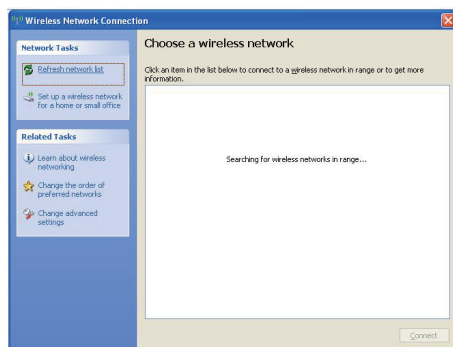 Wireless Network Connection
Network Tasks
Refresh network list
Set up a wireless network
for a home or small office
Related Tasks
Learn about wireless
networking
Change the order of
preferred networks
Change advanced
settings
Choose a wireless network
Click an item in the list below to connect to a wireless network in range or to get more
information.
Searching for wireless networks in range...
Connect